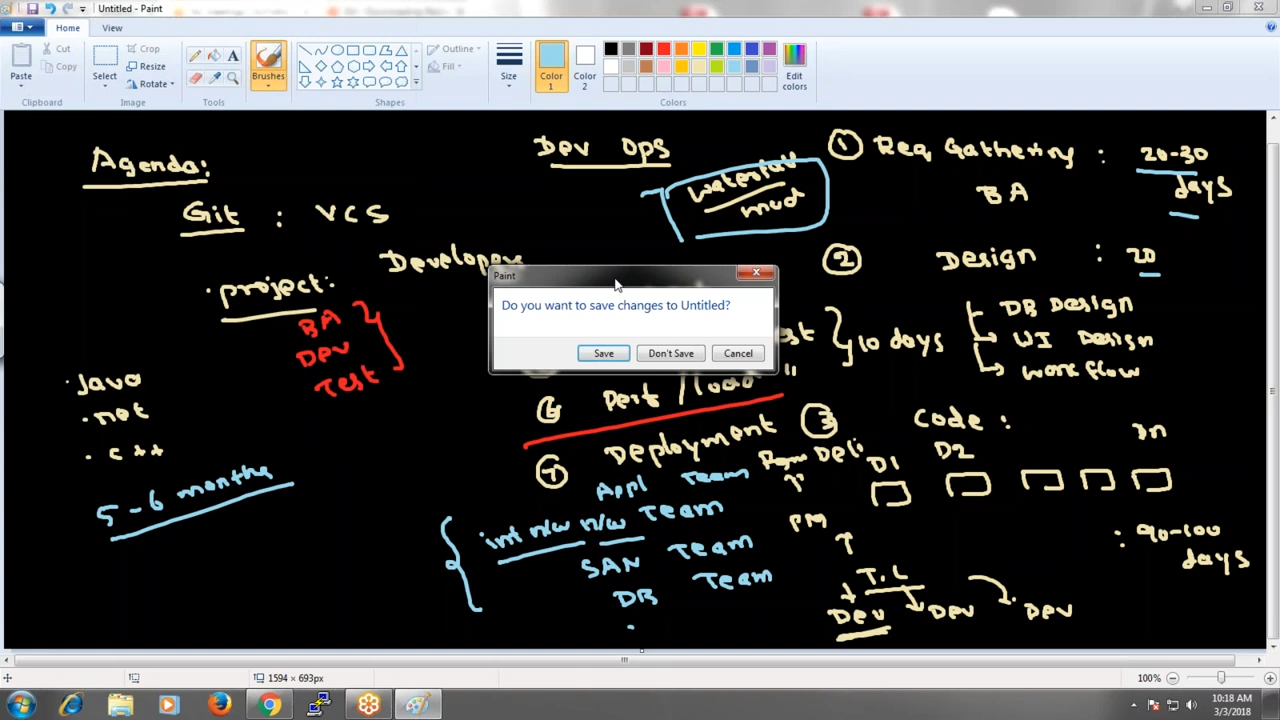 Untitled - Paint
Home
View
Paste
Cut
Copy
Clipboard
Select
Crop
Resize
Rotate
Image
Tools
Brushes
Shapes
Outline
Fill
Size
Color 1
Color 2
Edit colors
Colors
Agenda:
Git : VCS
Developer
· project:
BA
DEV
Test
· Java
· net
· C++
5 - 6 months
Dev Ops
waterfall
① Req Gathering : 20-30 days
BA
② Design : 20
DB Design
UI Design
workflow
10 days
Paint
Do you want to save changes to Untitled?
Save
Don't Save
Cancel
⑥ Perf / load "
③ Code :
D1
D2
Dn
: 90-100 days
⑦ Deployment
Appl Team
int n/w n/w Team
SAN Team
DB Team
PM
T.L
Dev
Dev
Dev
1594 × 693px
100%
10:18 AM
3/3/2018